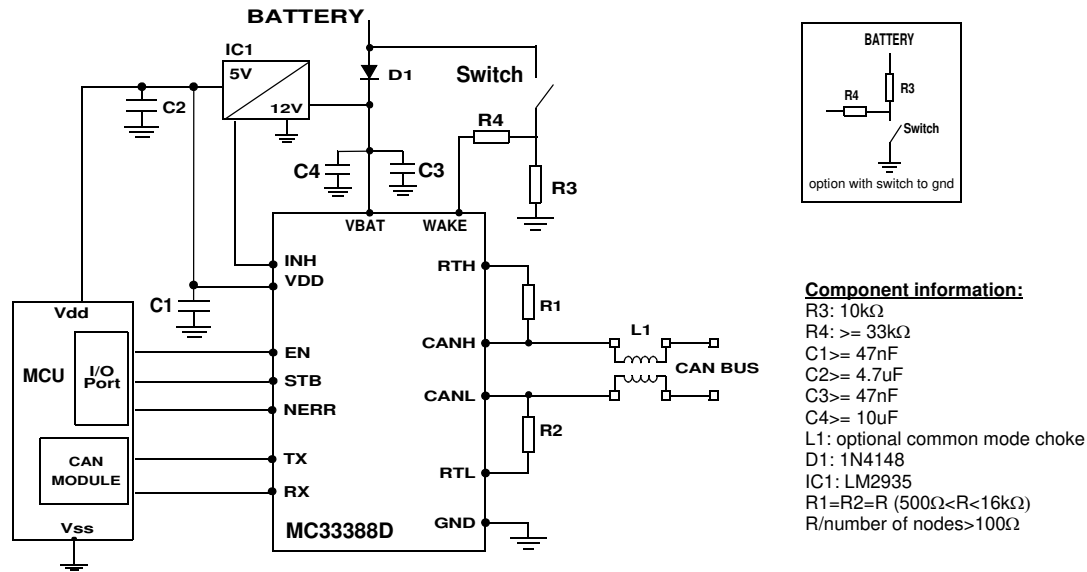 BATTERY
IC1
5V
12V
D1
Switch
C2
R4
C4
C3
R3
VBAT
WAKE
INH
VDD
RTH
C1
R1
Vdd
MCU
I/O
Port
EN
STB
NERR
CANH
L1
CAN BUS
CANL
R2
CAN
MODULE
TX
RX
RTL
Vss
GND
MC33388D
BATTERY
R3
R4
Switch
option with switch to gnd
Component information:
R3: 10kΩ
R4: >= 33kΩ
C1>= 47nF
C2>= 4.7uF
C3>= 47nF
C4>= 10uF
L1: optional common mode choke
D1: 1N4148
IC1: LM2935
R1=R2=R (500Ω<R<16kΩ)
R/number of nodes>100Ω